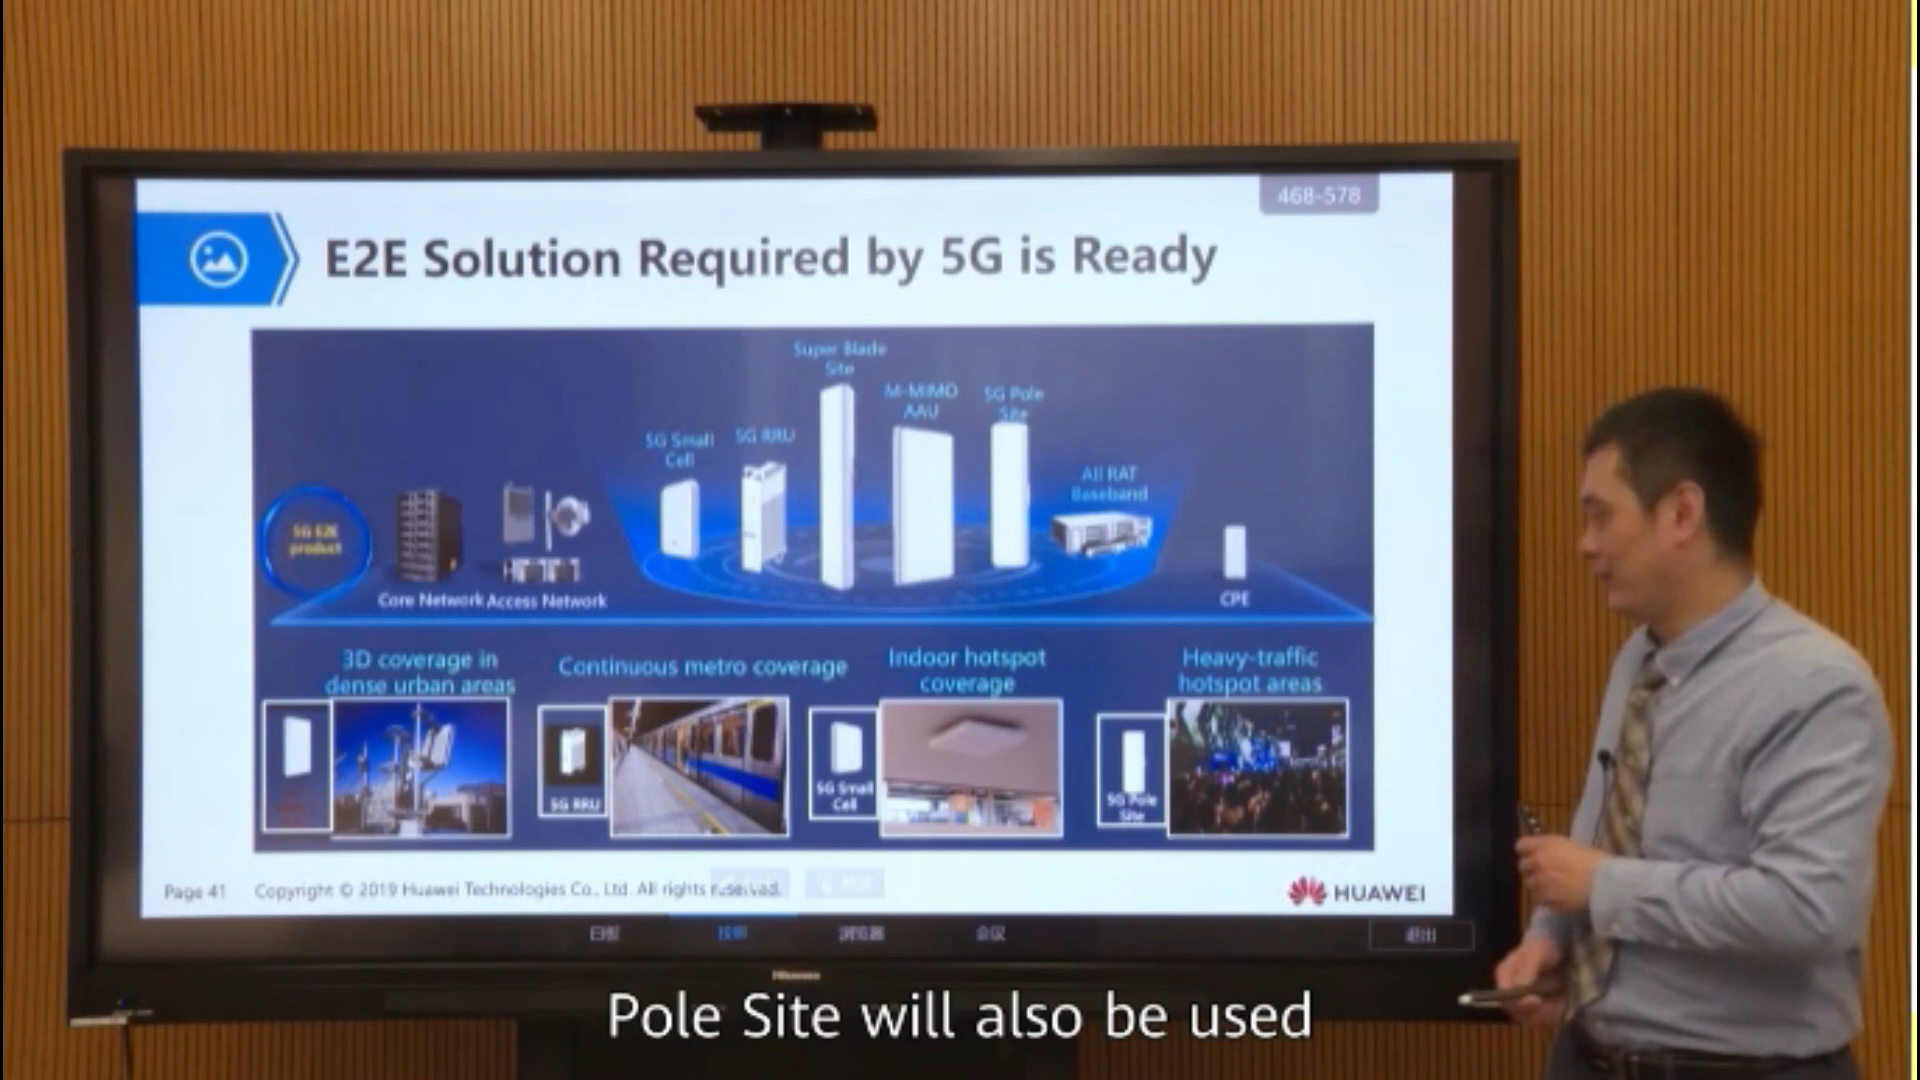 468-578
E2E Solution Required by 5G is Ready
Super Blade
Site
M-MIMO
AAU
5G Pole
Site
5G Small
Cell
5G RRU
All RAT
Baseband
5G E2E
product
Core Network
Access Network
CPE
3D coverage in
dense urban areas
Continuous metro coverage
Indoor hotspot
coverage
Heavy-traffic
hotspot areas
5G RRU
5G Small
Cell
5G Pole
Site
Page 41
Copyright © 2019 Huawei Technologies Co., Ltd. All rights reserved.
HUAWEI
白板
投影
浏览器
会议
退出
Hisense
Pole Site will also be used